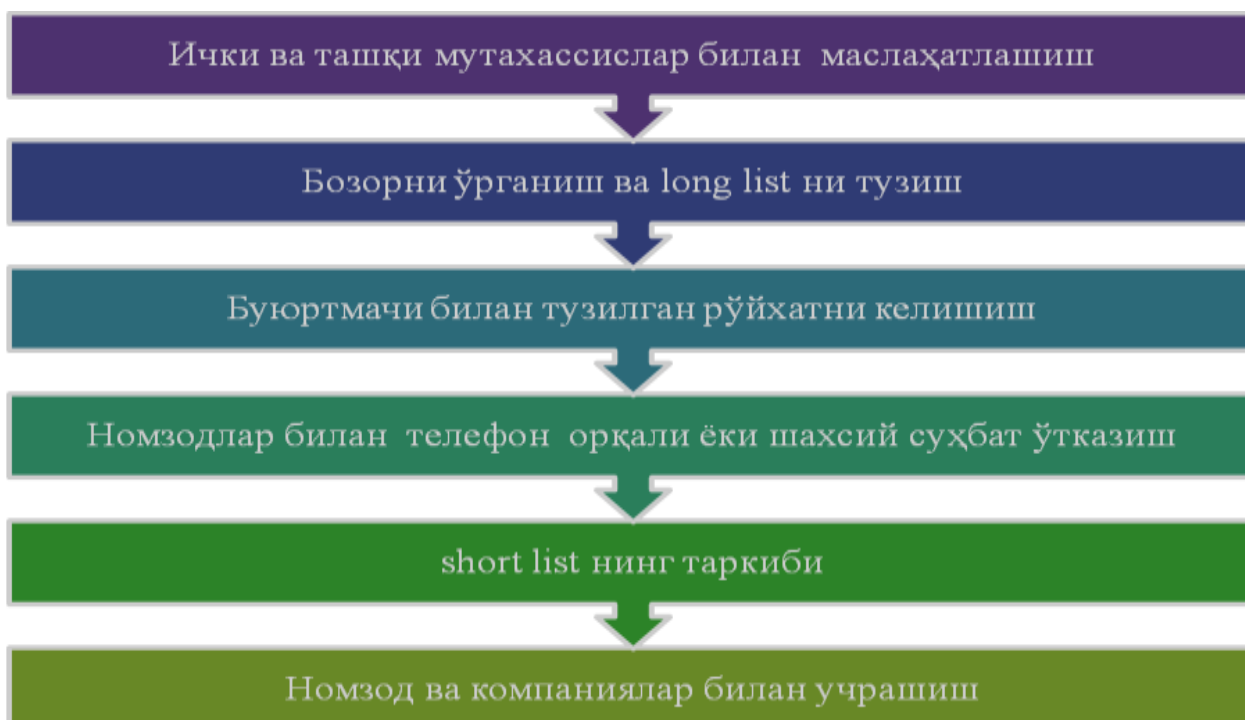 Ички ва ташқи мутахассислар билан маслаҳатлашиш
Бозорни ўрганиш ва long list ни тузиш
Буюртмачи билан тузилган рўйхатни келишиш
Номзодлар билан телефон орқали ёки шахсий суҳбат ўтказиш
short list нинг таркиби
Номзод ва компаниялар билан учрашиш